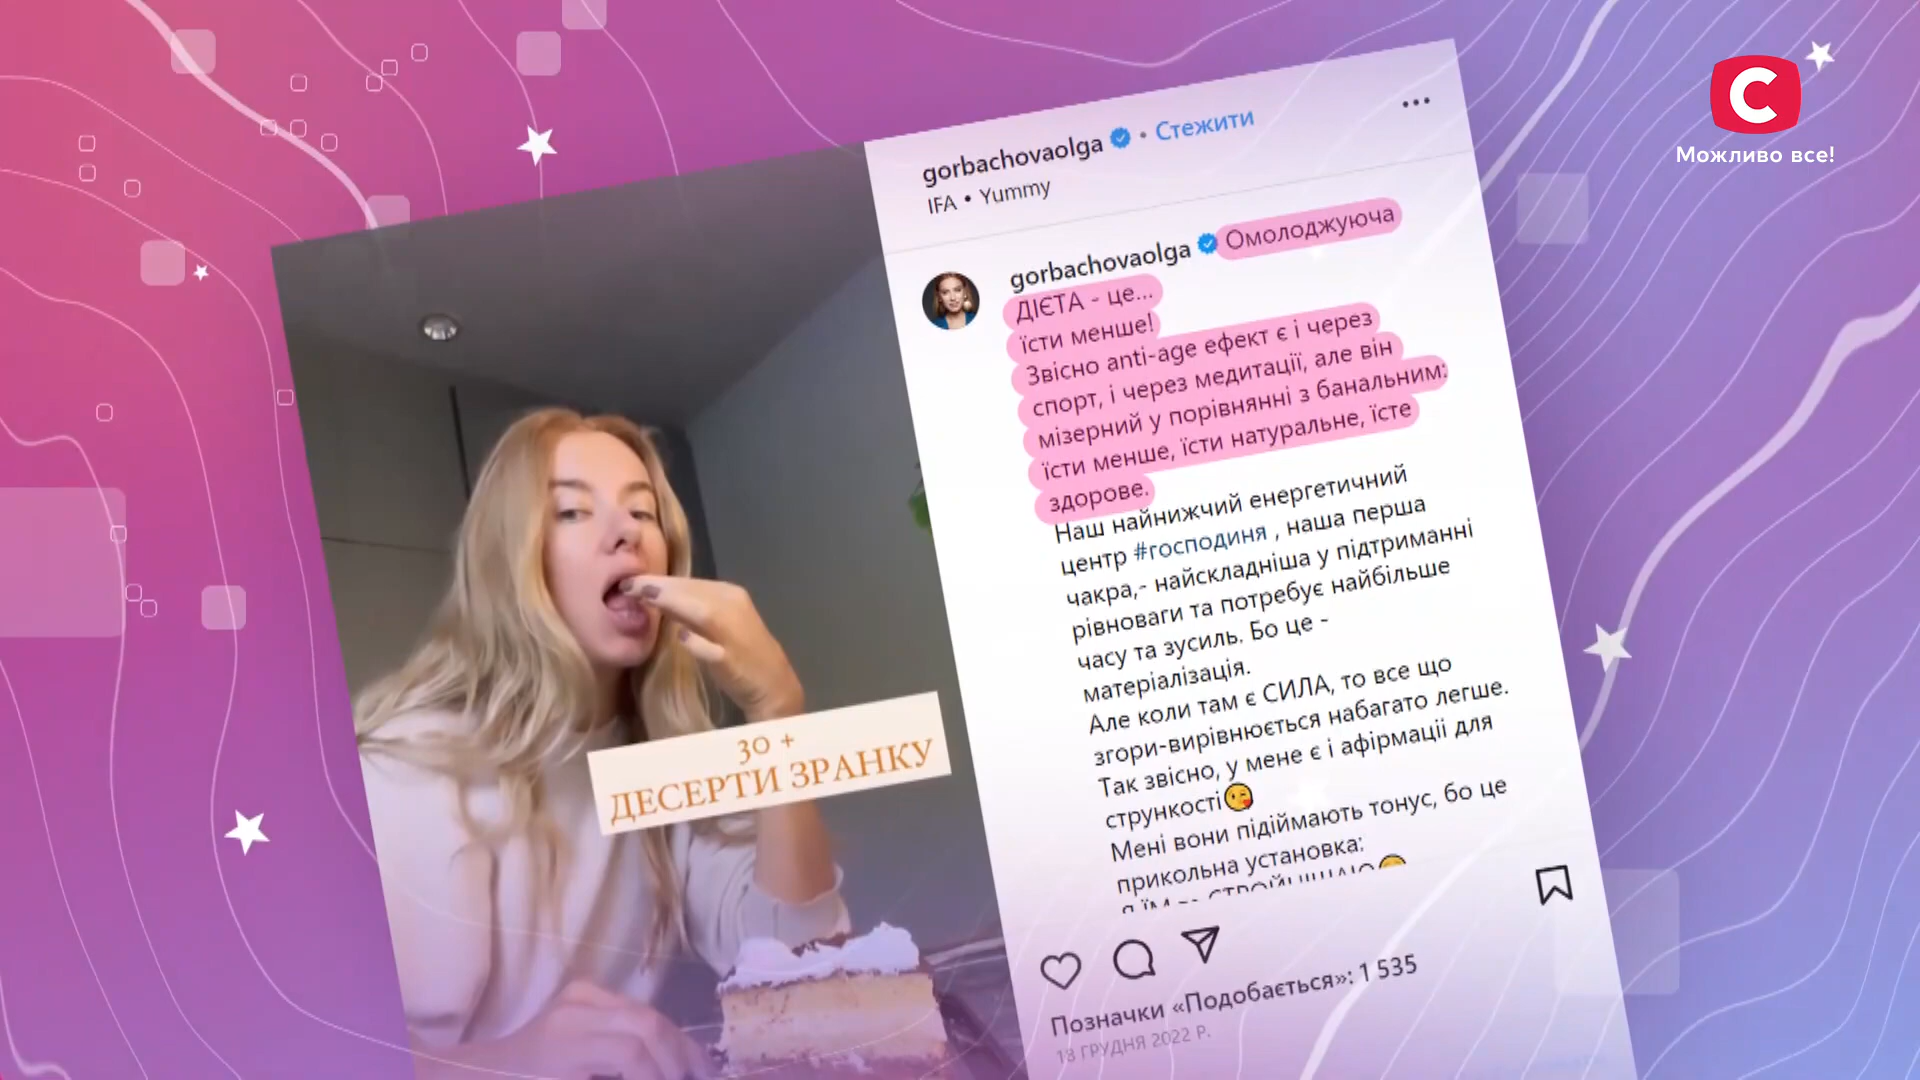 Можливо все!
gorbachovaolga • Стежити
IFA • Yummy
gorbachovaolga Омолоджуюча
ДІЄТА - це...
їсти менше!
Звісно anti-age ефект є і через
спорт, і через медитації, але він
мізерний у порівнянні з банальним:
їсти менше, їсти натуральне, їсте
здорове.
Наш найнижчий енергетичний
центр #господиня , наша перша
чакра,- найскладніша у підтриманні
рівноваги та потребує найбільше
часу та зусиль. Бо це -
матеріалізація.
Але коли там є СИЛА, то все що
згори-вирівнюється набагато легше.
Так звісно, у мене є і афірмації для
стрункості😘
Мені вони підіймають тонус, бо це
прикольна установка:
30 +
ДЕСЕРТИ ЗРАНКУ
Позначки «Подобається»: 1 535
13 ГРУДНЯ 2022 Р.